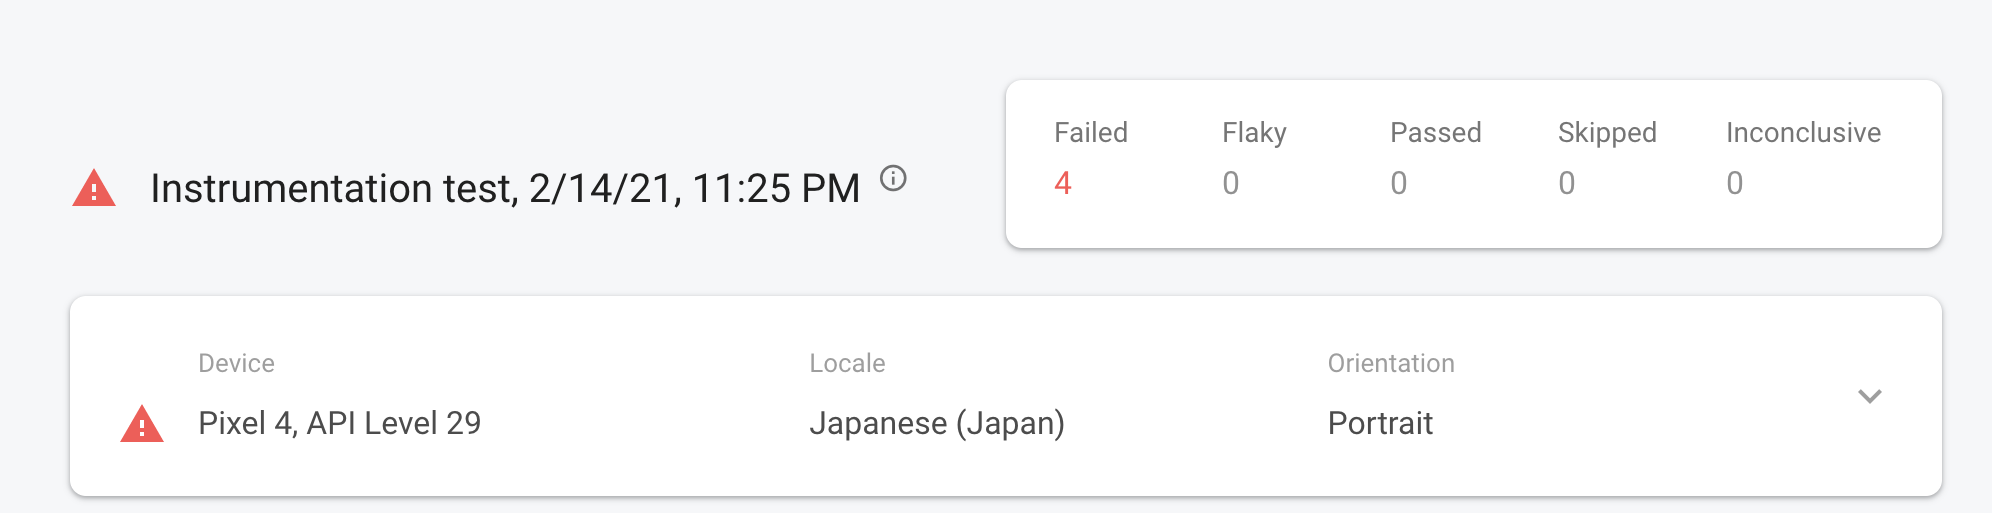 Failed Flaky Passed Skipped Inconclusive
4 0 0 0 0
Instrumentation test, 2/14/21, 11:25 PM
Device Locale Orientation
Pixel 4, API Level 29 Japanese (Japan) Portrait